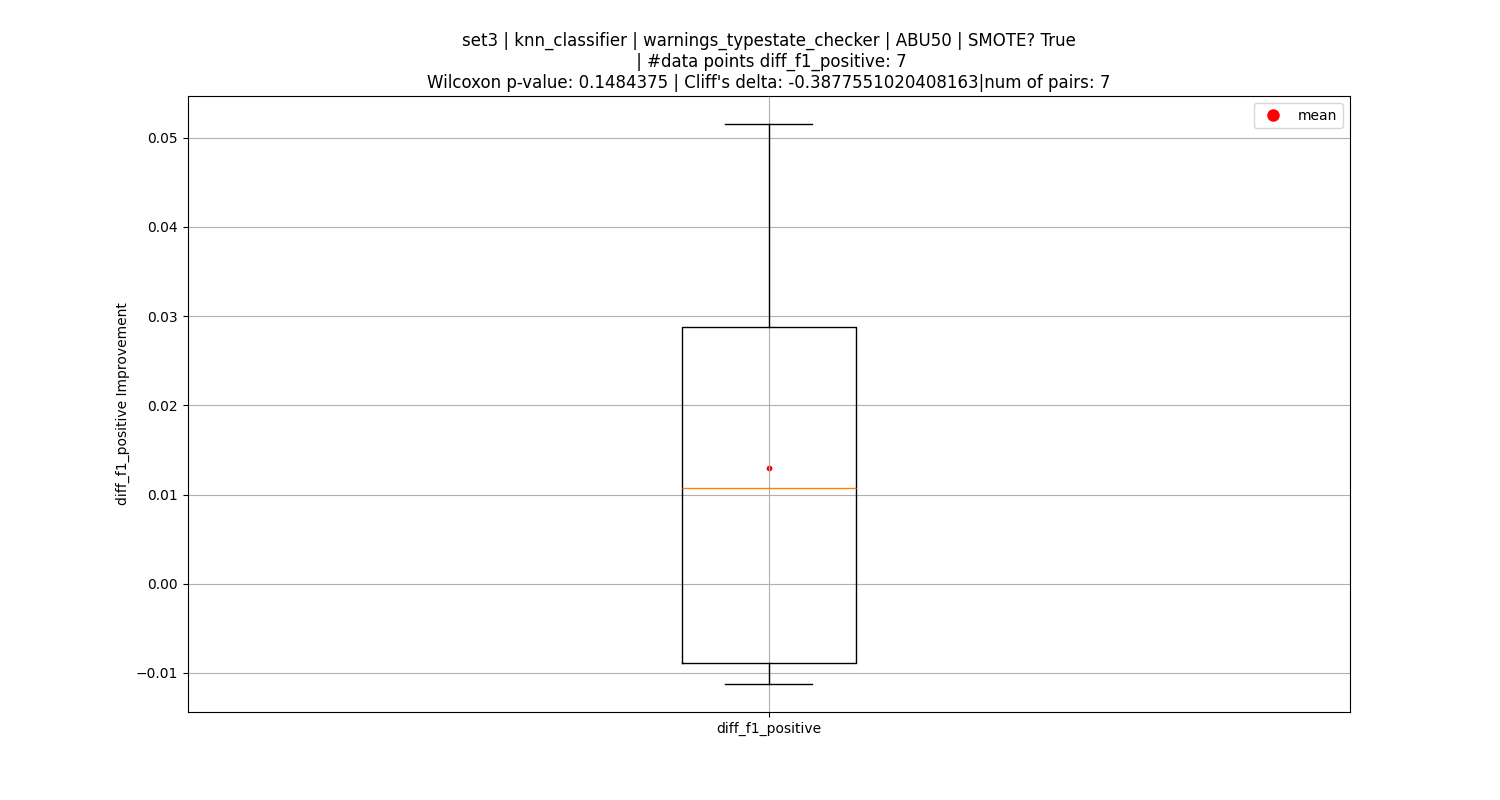 set3 | knn_classifier | warnings_typestate_checker | ABU50 | SMOTE? True
| #data points diff_f1_positive: 7
Wilcoxon p-value: 0.1484375 | Cliff's delta: -0.3877551020408163|num of pairs: 7
mean
0.05
0.04
0.03
0.02
0.01
0.00
−0.01
diff_f1_positive Improvement
diff_f1_positive